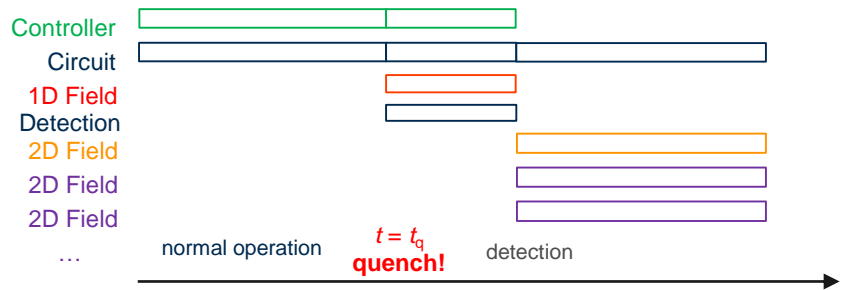 Controller
Circuit
1D Field
Detection
2D Field
2D Field
2D Field
…
normal operation
t = tq
quench!
detection